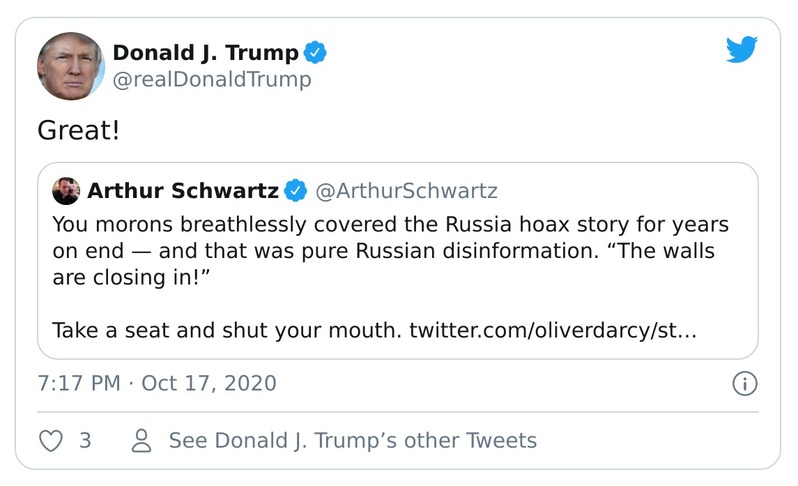 Donald J. Trump
@realDonaldTrump
Great!
Arthur Schwartz @ArthurSchwartz
You morons breathlessly covered the Russia hoax story for years
on end — and that was pure Russian disinformation. “The walls
are closing in!”
Take a seat and shut your mouth. twitter.com/oliverdarcy/st…
7:17 PM · Oct 17, 2020
3 See Donald J. Trump’s other Tweets